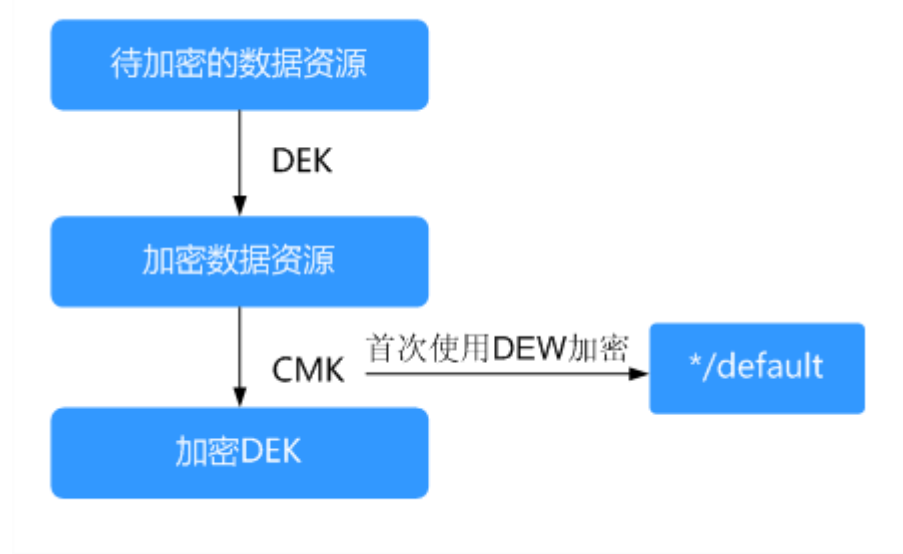 待加密的数据资源
DEK
加密数据资源
首次使用DEW加密
CMK
*/default
加密DEK